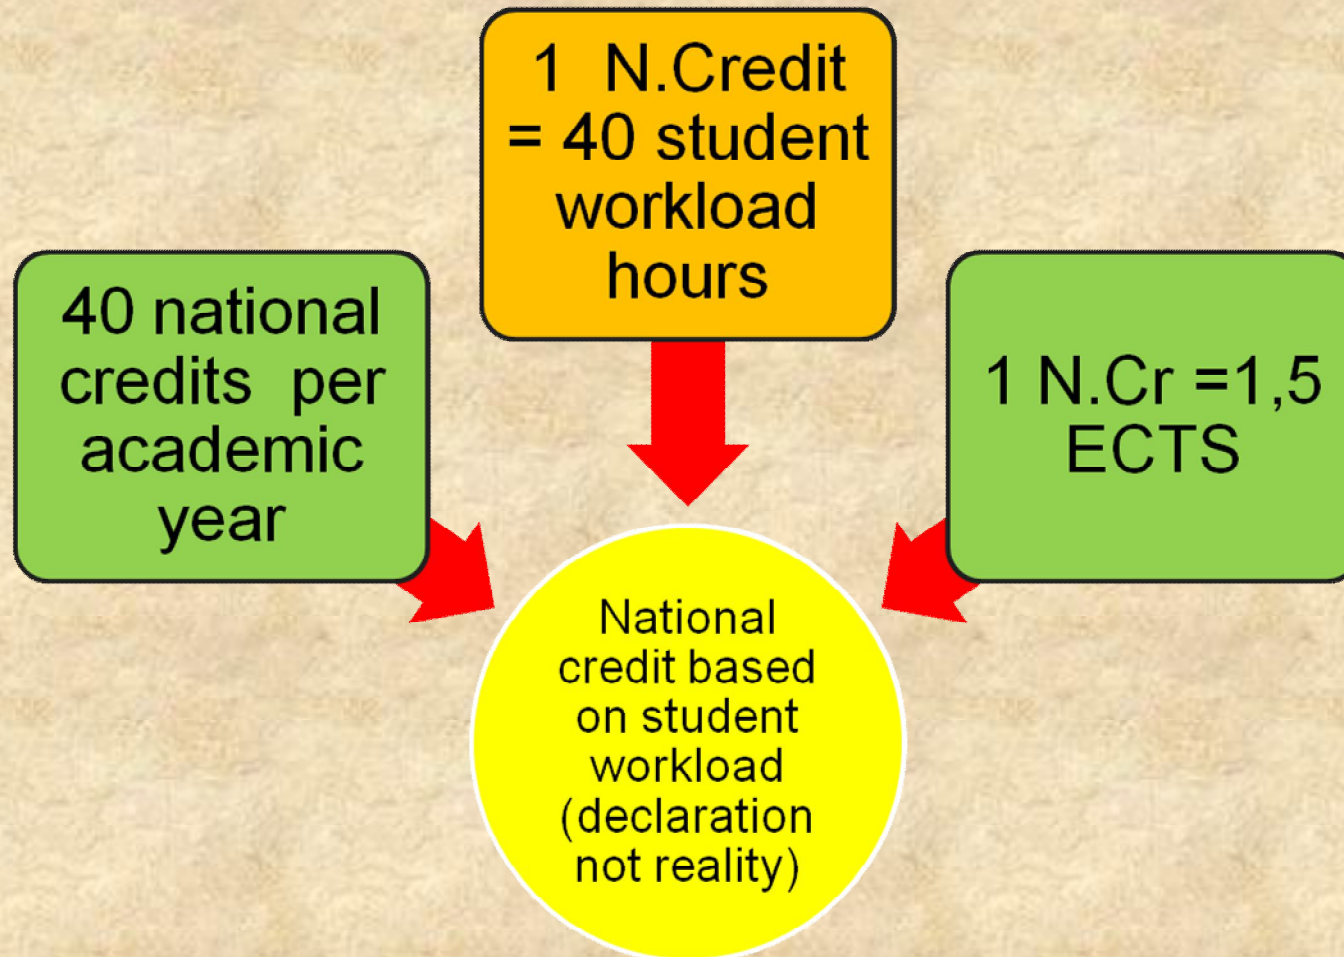 1 N.Credit
= 40 student
workload
hours
40 national
credits per
academic
year
1 N.Cr =1,5
ECTS
National
credit based
on student
workload
(declaration
not reality)